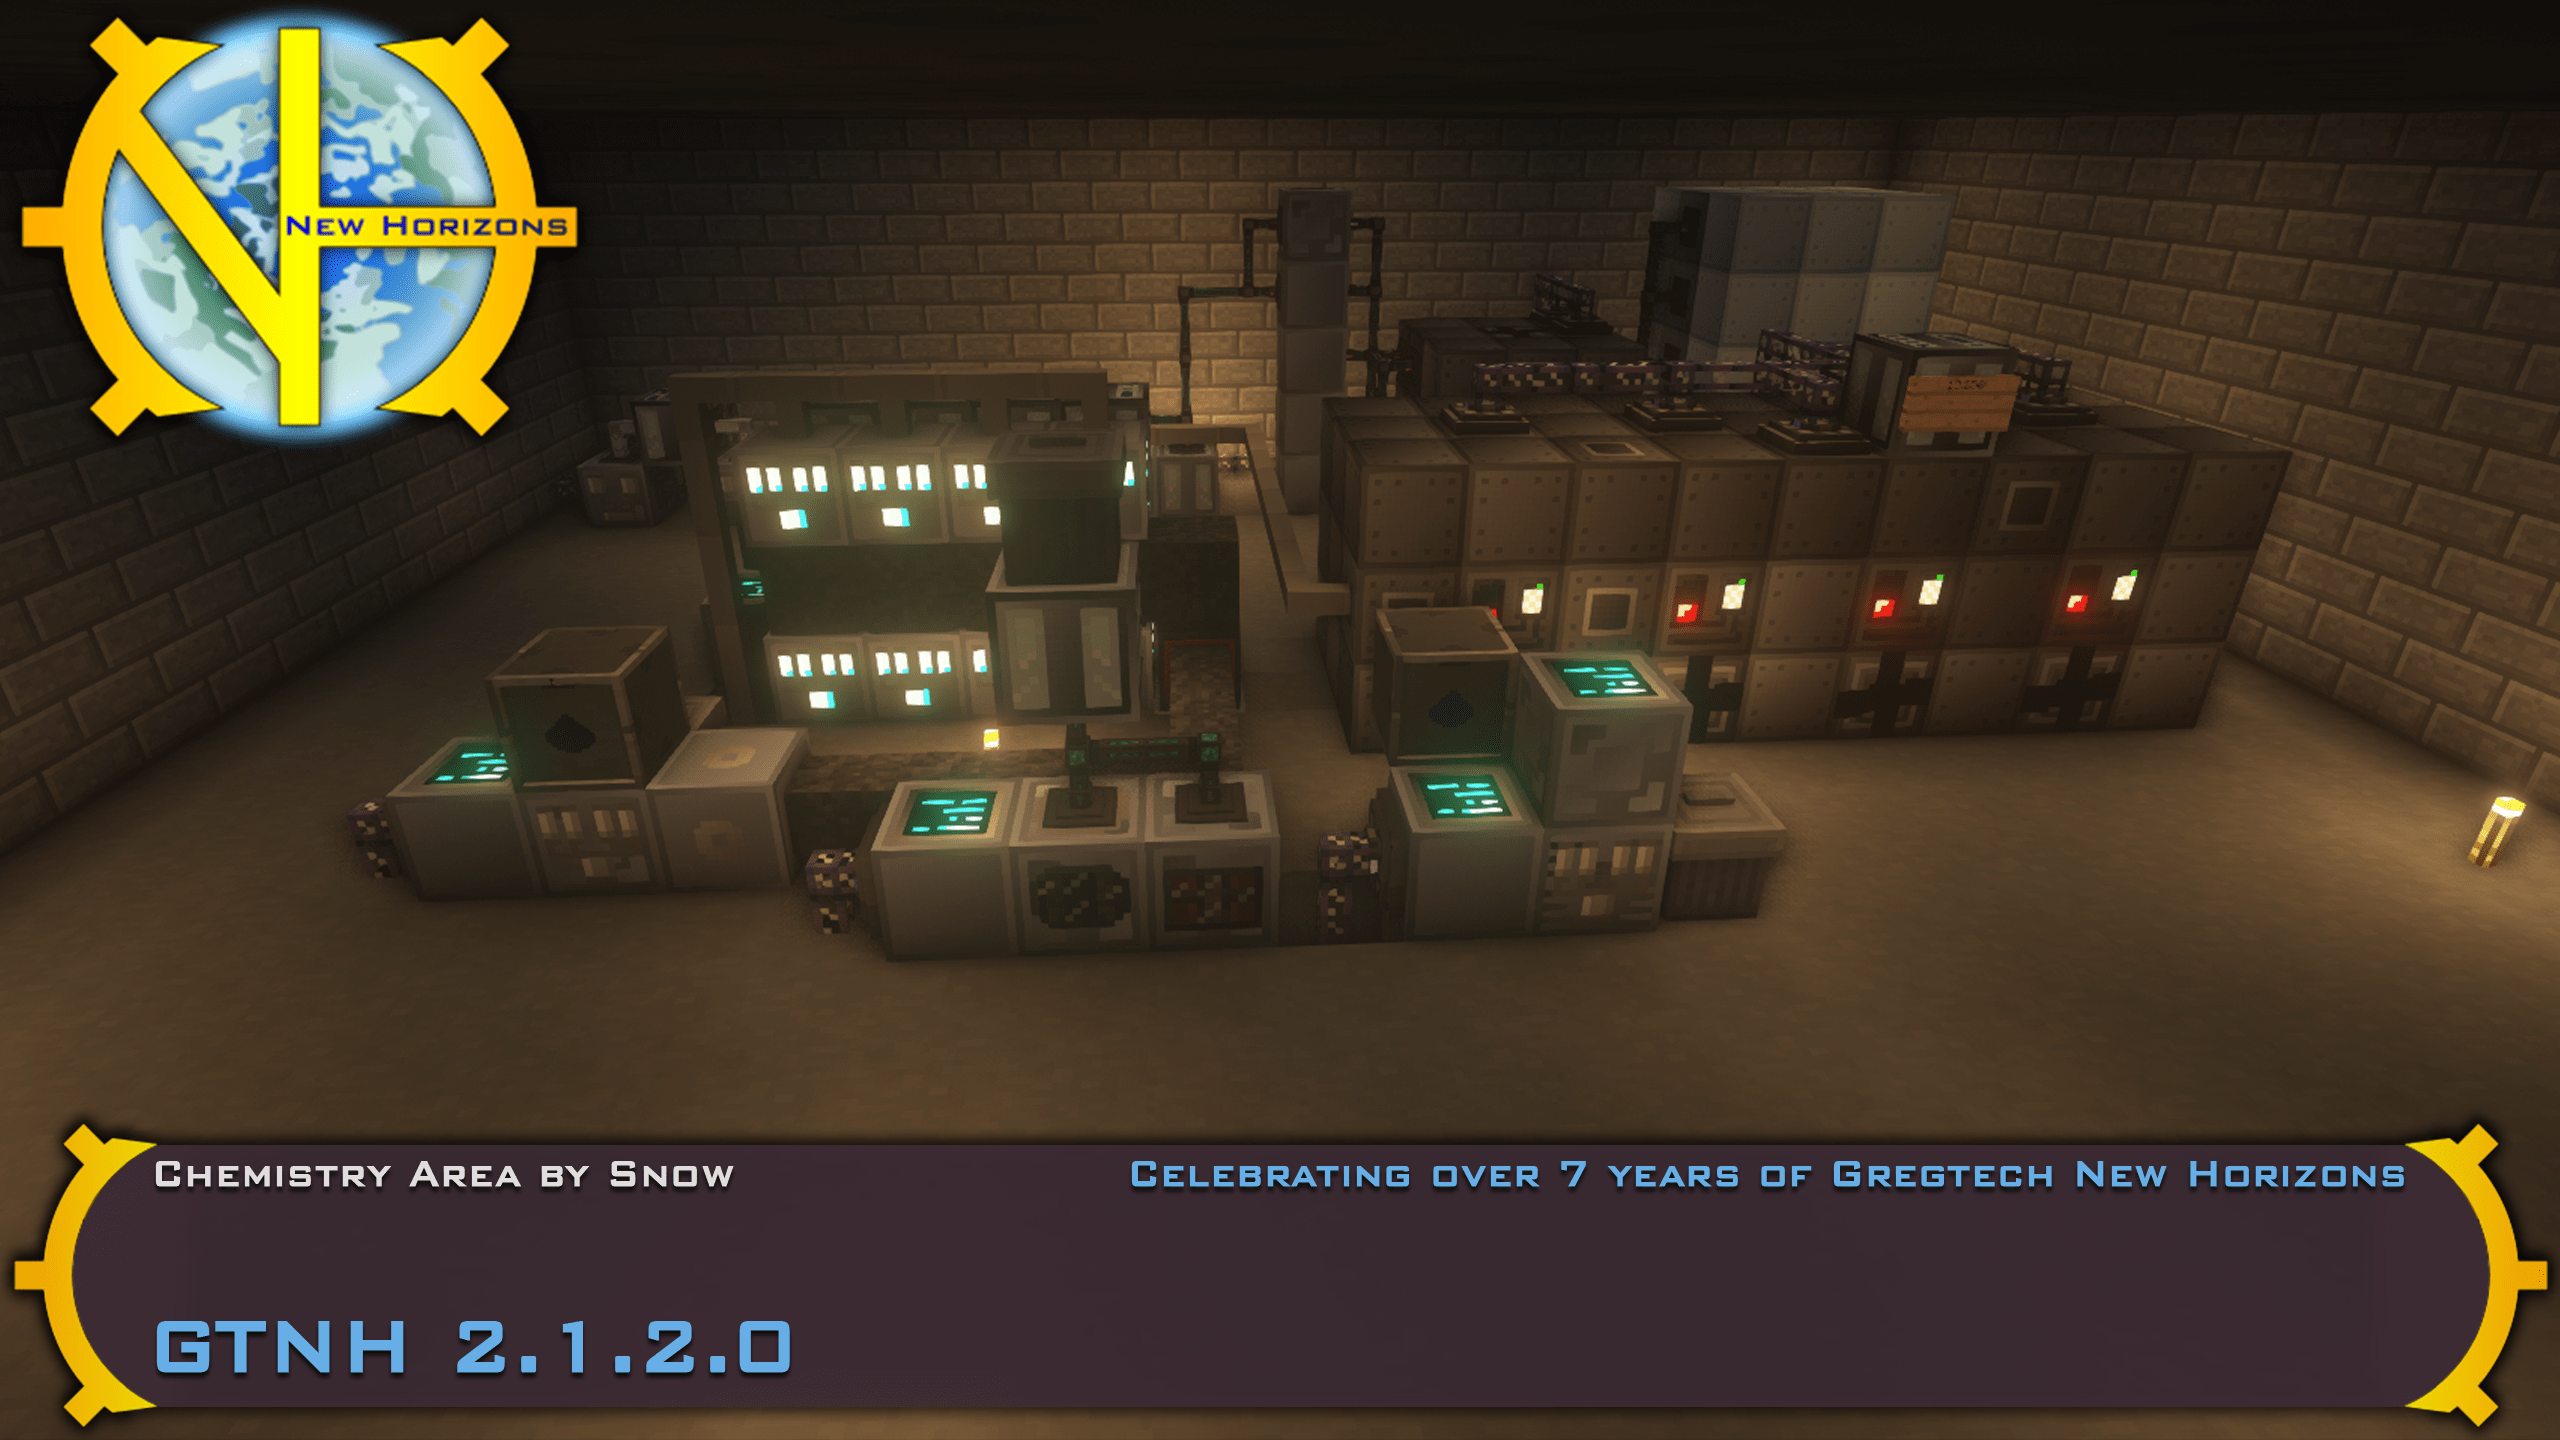 New Horizons
Chemistry Area by Snow
Celebrating over 7 years of Gregtech New Horizons
GTNH 2.1.2.0